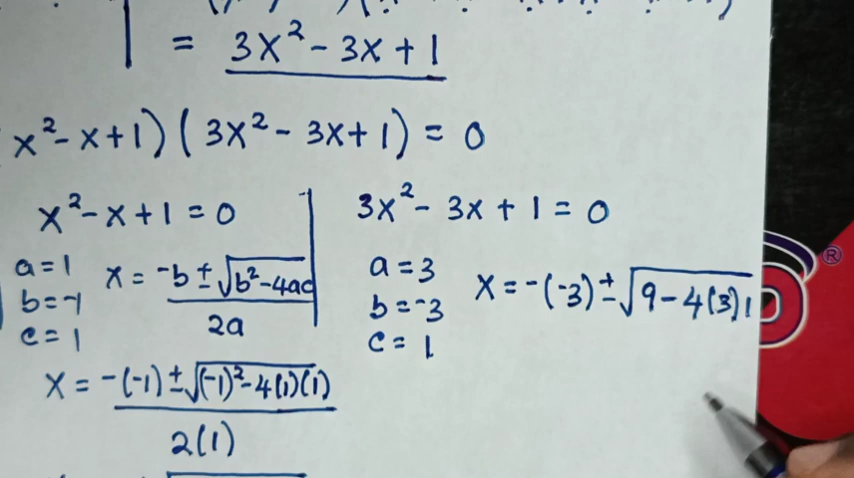 = 3x² - 3x + 1
x² - x + 1) ( 3x² - 3x + 1) = 0
x² - x + 1 = 0
a = 1
b = -1
c = 1
x = -b ± √b² - 4ac
2a
x = -(-1) ± √(-1)² - 4(1)(1)
2(1)
3x² - 3x + 1 = 0
a = 3
b = -3
c = 1
x = -(-3) ± √9 - 4(3)1
®